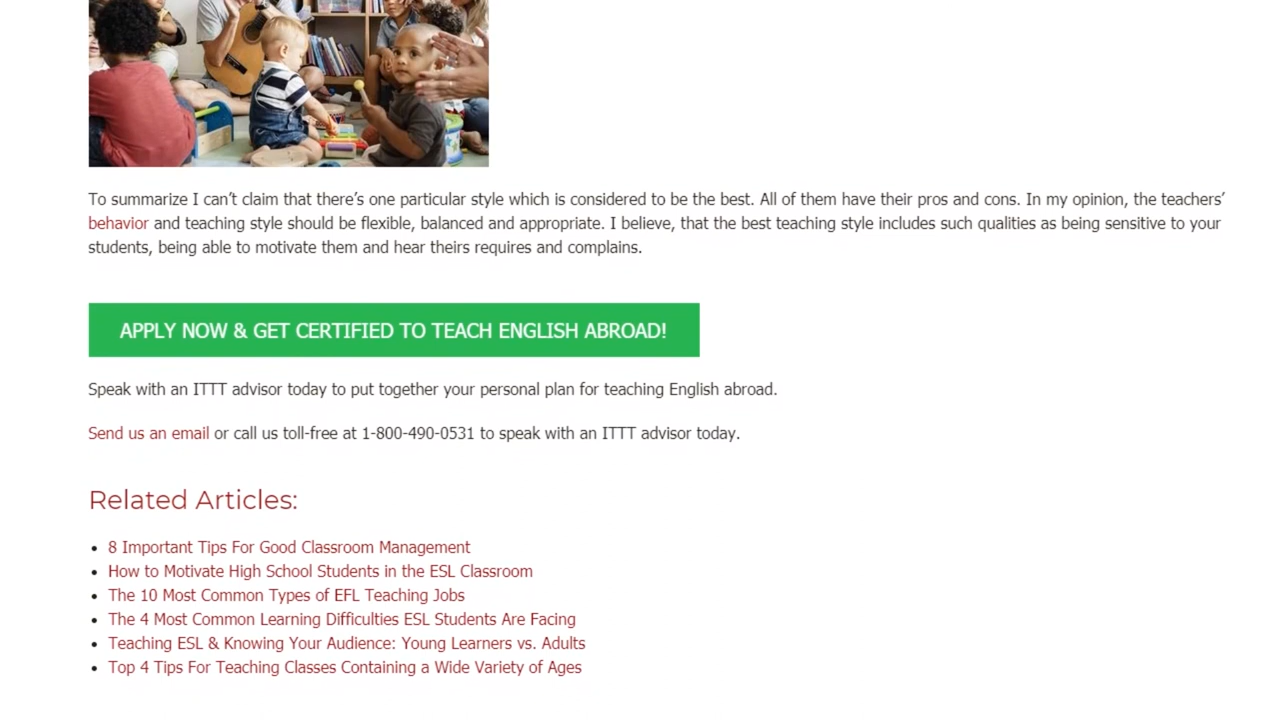 To summarize I can’t claim that there’s one particular style which is considered to be the best. All of them have their pros and cons. In my opinion, the teachers’
behavior and teaching style should be flexible, balanced and appropriate. I believe, that the best teaching style includes such qualities as being sensitive to your
students, being able to motivate them and hear theirs requires and complains.
APPLY NOW & GET CERTIFIED TO TEACH ENGLISH ABROAD!
Speak with an ITTT advisor today to put together your personal plan for teaching English abroad.
Send us an email or call us toll-free at 1-800-490-0531 to speak with an ITTT advisor today.
Related Articles:
8 Important Tips For Good Classroom Management
How to Motivate High School Students in the ESL Classroom
The 10 Most Common Types of EFL Teaching Jobs
The 4 Most Common Learning Difficulties ESL Students Are Facing
Teaching ESL & Knowing Your Audience: Young Learners vs. Adults
Top 4 Tips For Teaching Classes Containing a Wide Variety of Ages